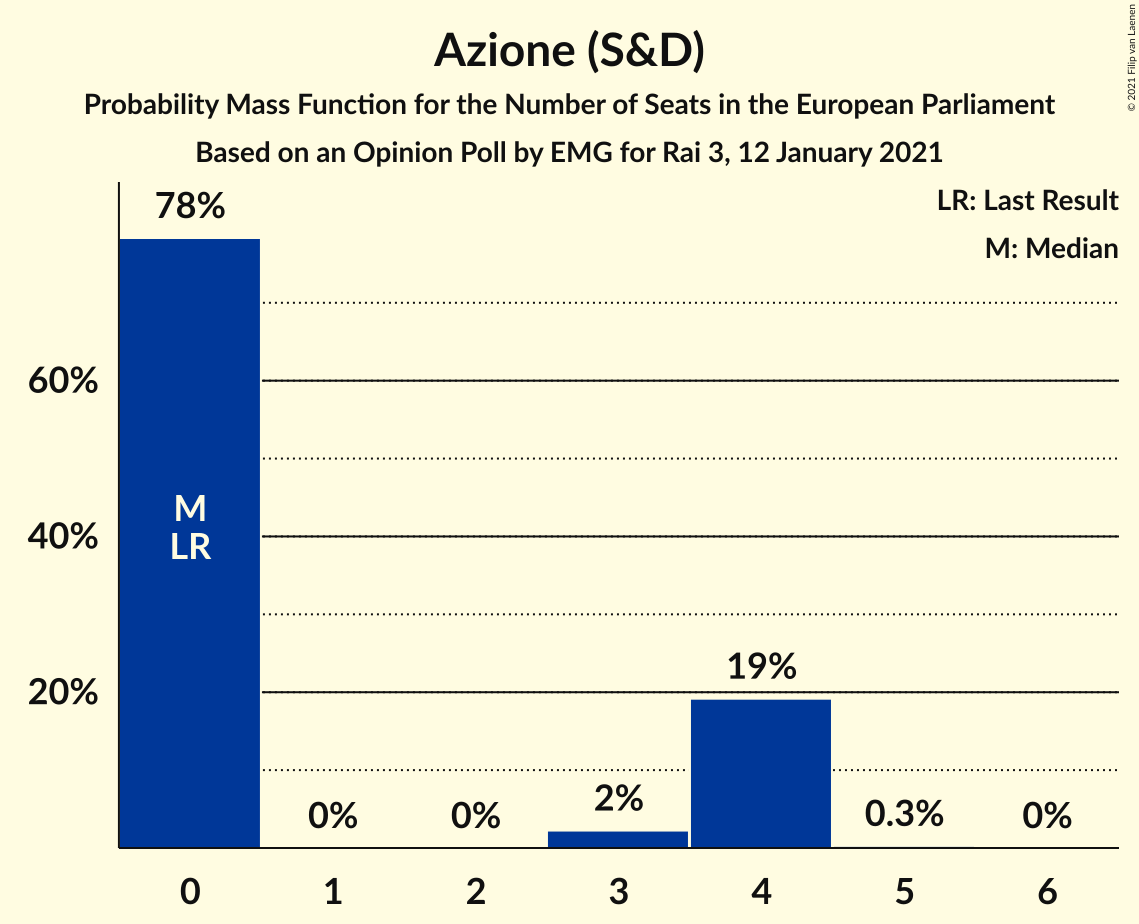 Azione (S&D)
Probability Mass Function for the Number of Seats in the European Parliament
Based on an Opinion Poll by EMG for Rai 3, 12 January 2021
© 2021 Filip van Laenen
LR: Last Result
M: Median
78%
60%
40%
20%
M
LR
0%
0%
2%
19%
0.3%
0%
0
1
2
3
4
5
6